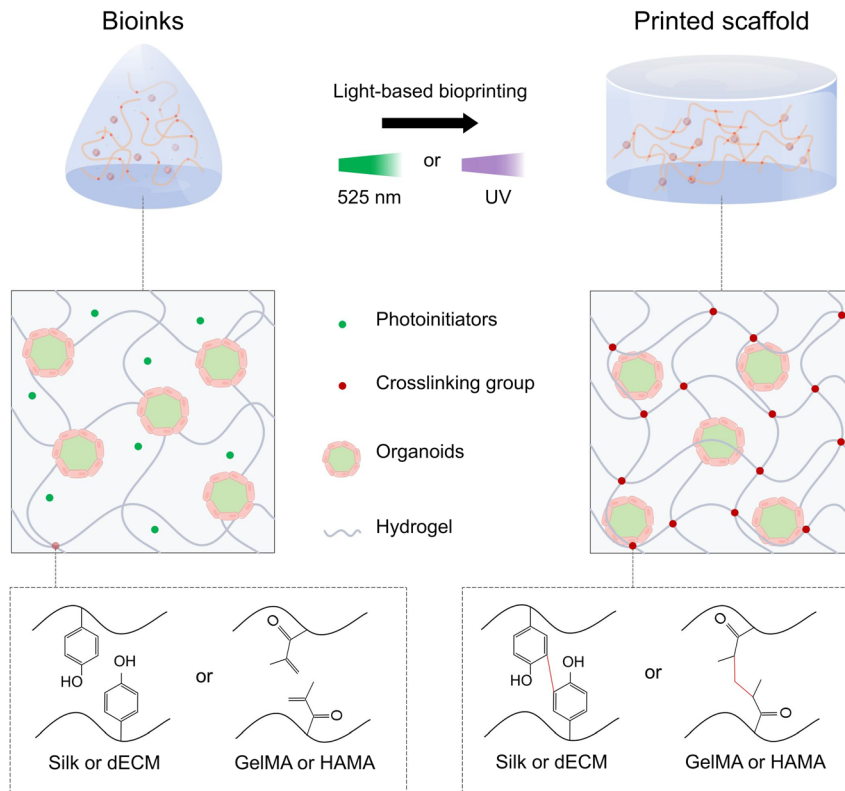 Bioinks
Printed scaffold
Light-based bioprinting
or
525 nm
UV
Photoinitiators
Crosslinking group
Organoids
Hydrogel
OH
HO
or
O
O
Silk or dECM
GelMA or HAMA
HO
OH
or
O
O
Silk or dECM
GelMA or HAMA